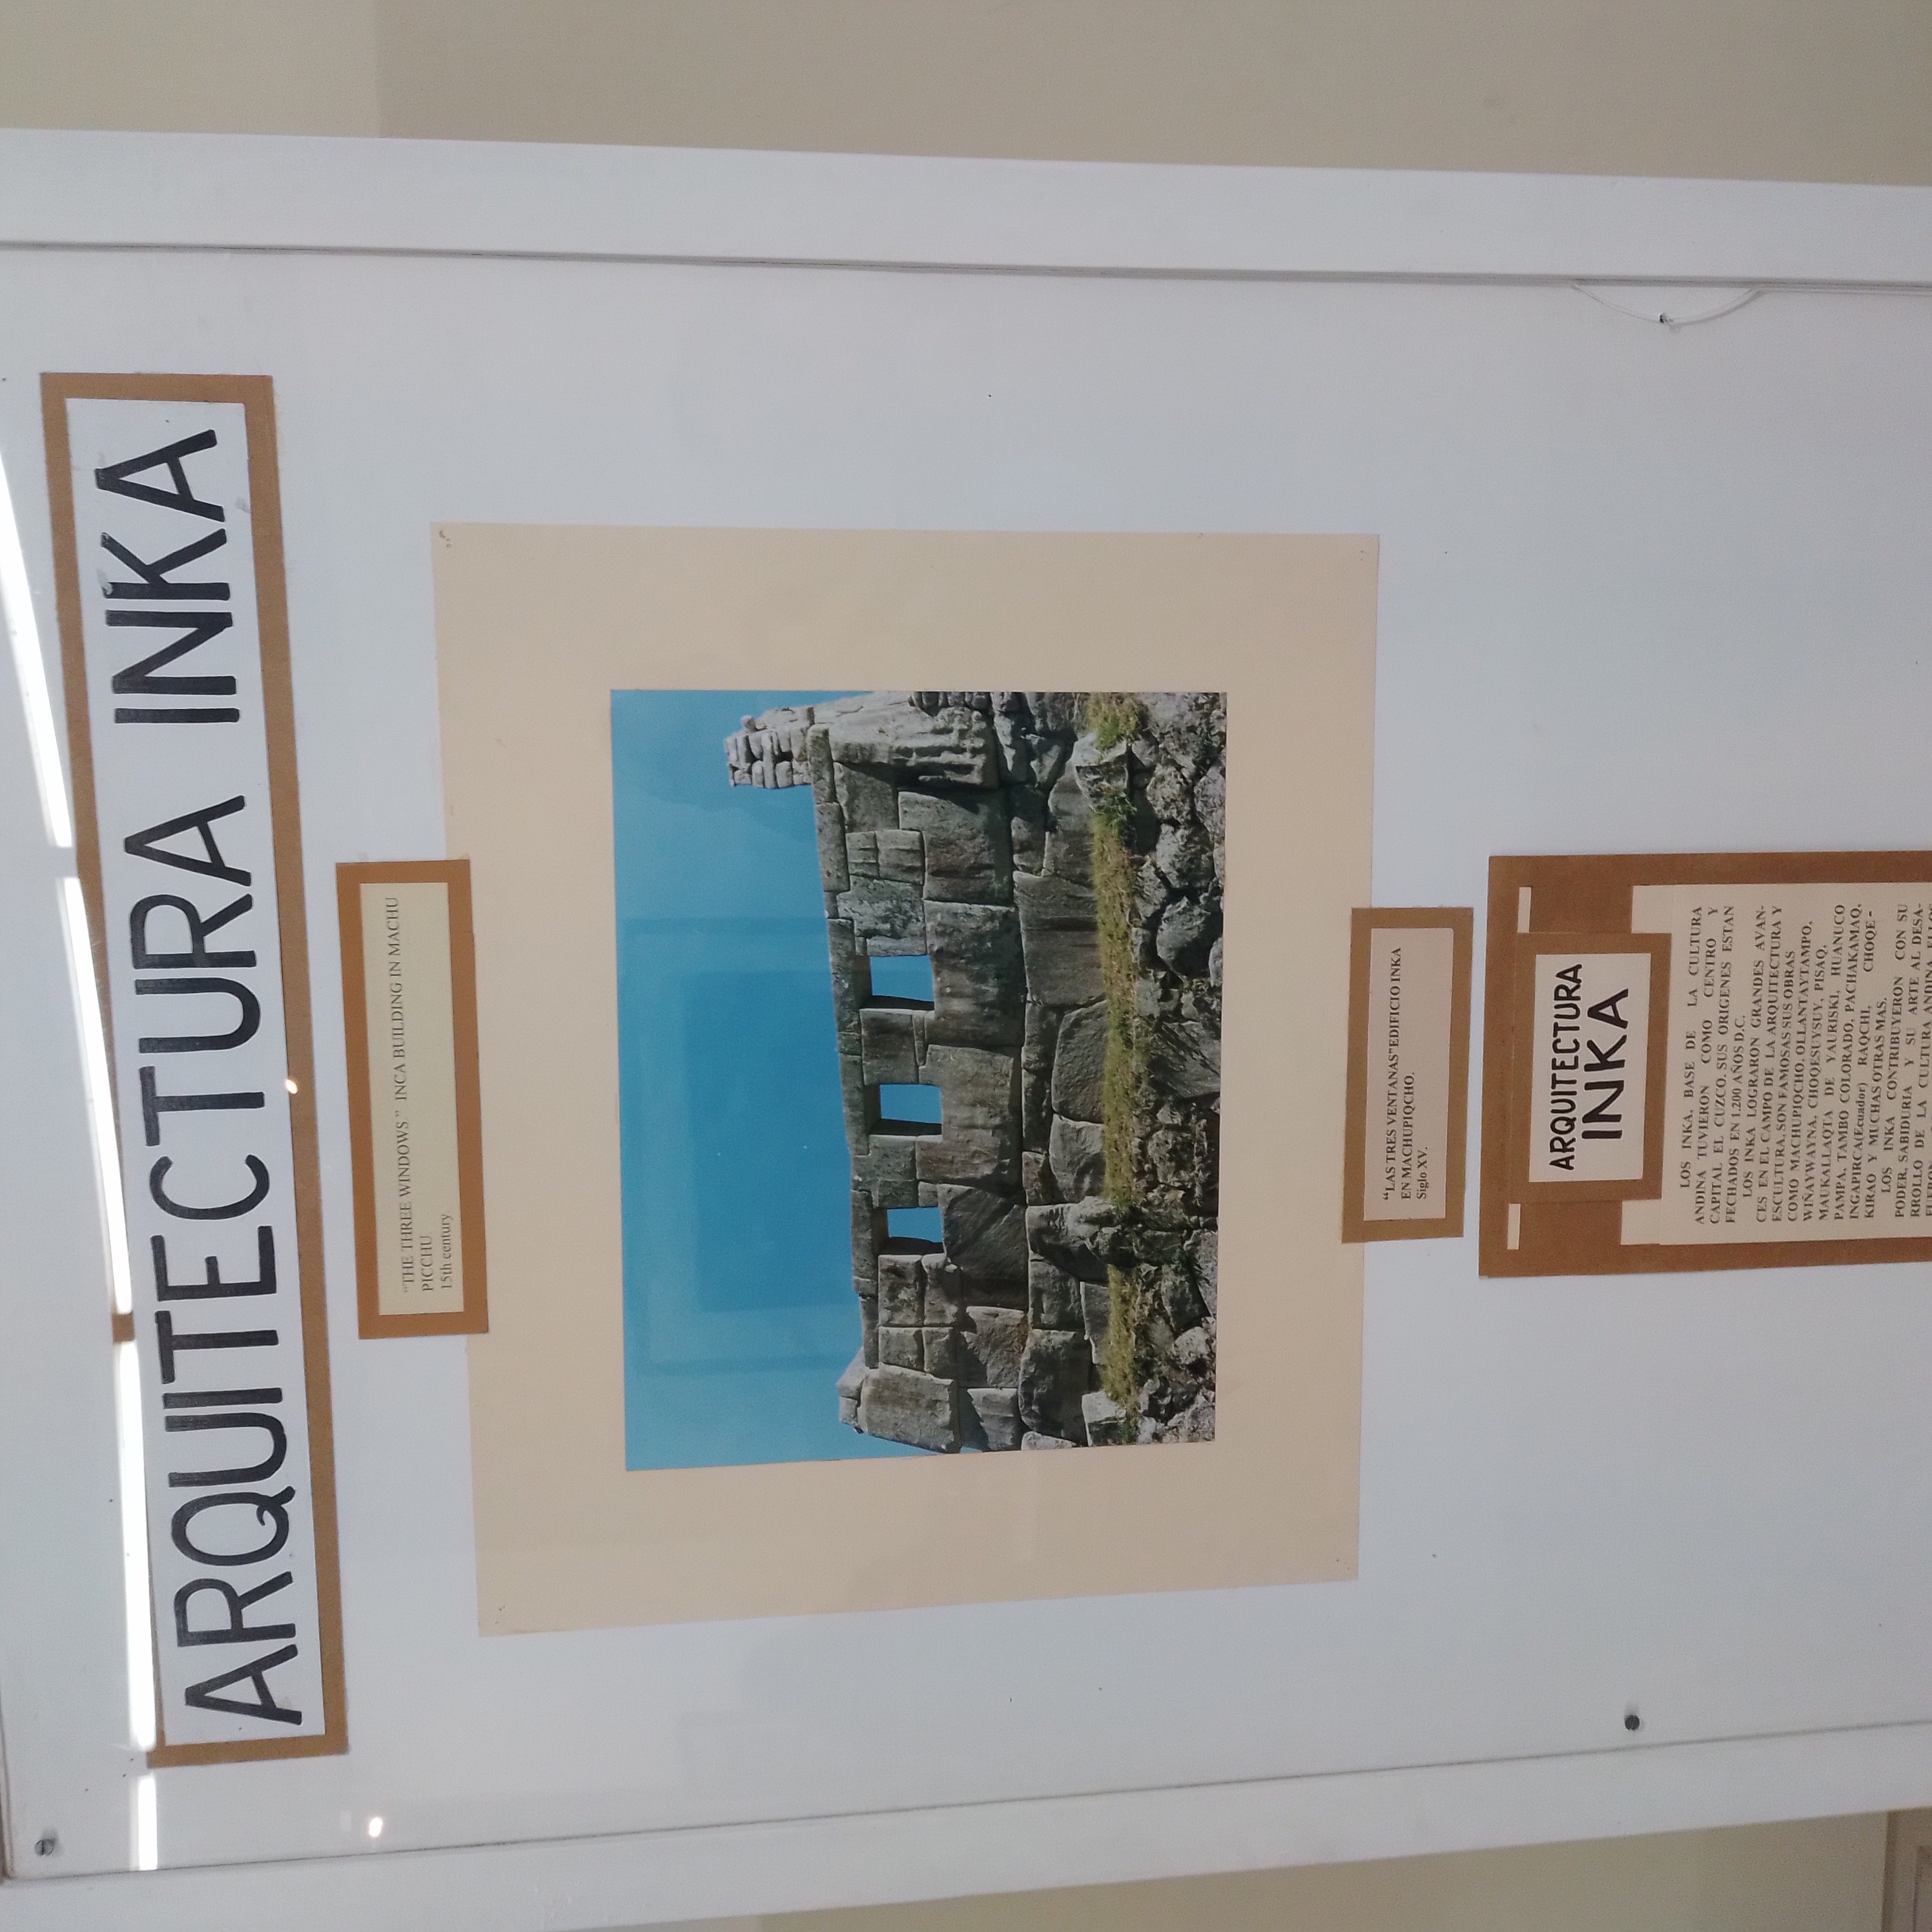 ARQUITECTURA INKA
"THE THREE WINDOWS" INCA BUILDING IN MACHU
PICCHU
15th century.
"LAS TRES VENTANAS" EDIFICIO INKA
EN MACHUPIQCHO.
Siglo XV.
ARQUITECTURA
INKA
LOS INKA, BASE DE LA CULTURA
ANDINA TUVIERON COMO CENTRO Y
CAPITAL EL CUZCO, SUS ORIGENES ESTAN
FECHADOS EN 1.200 AÑOS D.C.
LOS INKA LOGRARON GRANDES AVAN-
CES EN EL CAMPO DE LA ARQUITECTURA Y
ESCULTURA, SON FAMOSAS SUS OBRAS
COMO MACHUPIQCHO, OLLANTAYTAMPO,
WIÑAYWAYNA, CHOQESUYSUY, PISAQ,
MAUKALLAQTA DE YAURISKI, HUANUCO
PAMPA, TAMBO COLORADO, PACHAKAMAQ,
INGAPIRCA(Ecuador) RAQCHI, CHOQE-
KIRAO Y MUCHAS OTRAS MAS.
LOS INKA CONTRIBUYERON CON SU
PODER, SABIDURIA Y SU ARTE AL DESA-
RROLLO DE LA CULTURA ANDINA